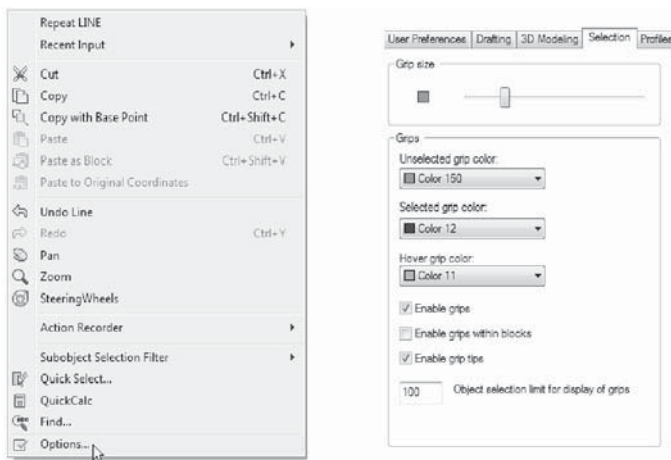 Repeat LINE
Recent Input
Cut Ctrl+X
Copy Ctrl+C
Copy with Base Point Ctrl+Shift+C
Paste Ctrl+V
Paste as Block Ctrl+Shift+V
Paste to Original Coordinates
Undo Line
Redo Ctrl+Y
Pan
Zoom
SteeringWheels
Action Recorder
Subobject Selection Filter
Quick Select...
QuickCalc
Find...
Options...
User Preferences Drafting 3D Modeling Selection Profiles
Grip size
Grips
Unselected grip color:
Color 150
Selected grip color:
Color 12
Hover grip color:
Color 11
Enable grips
Enable grips within blocks
Enable grip tips
100 Object selection limit for display of grips